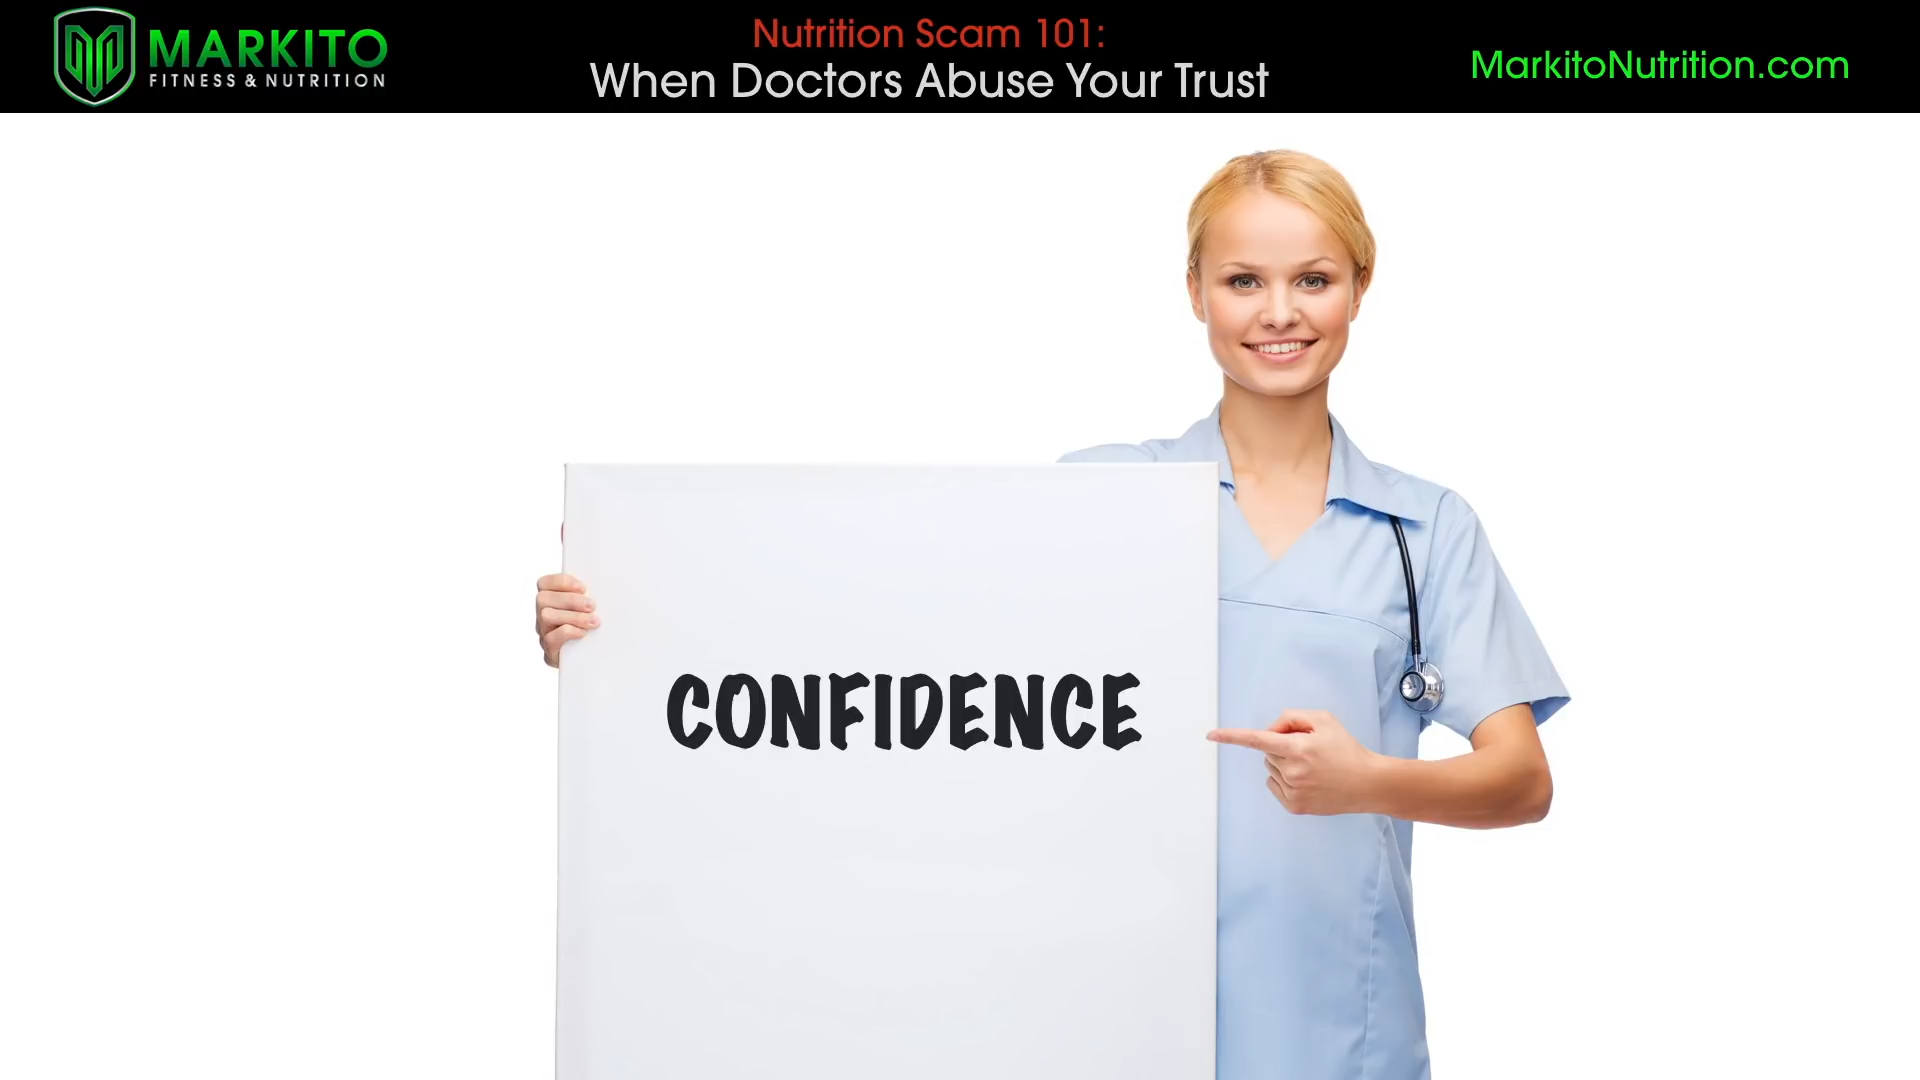 MARKITO
FITNESS & NUTRITION
Nutrition Scam 101:
When Doctors Abuse Your Trust
MarkitoNutrition.com
CONFIDENCE